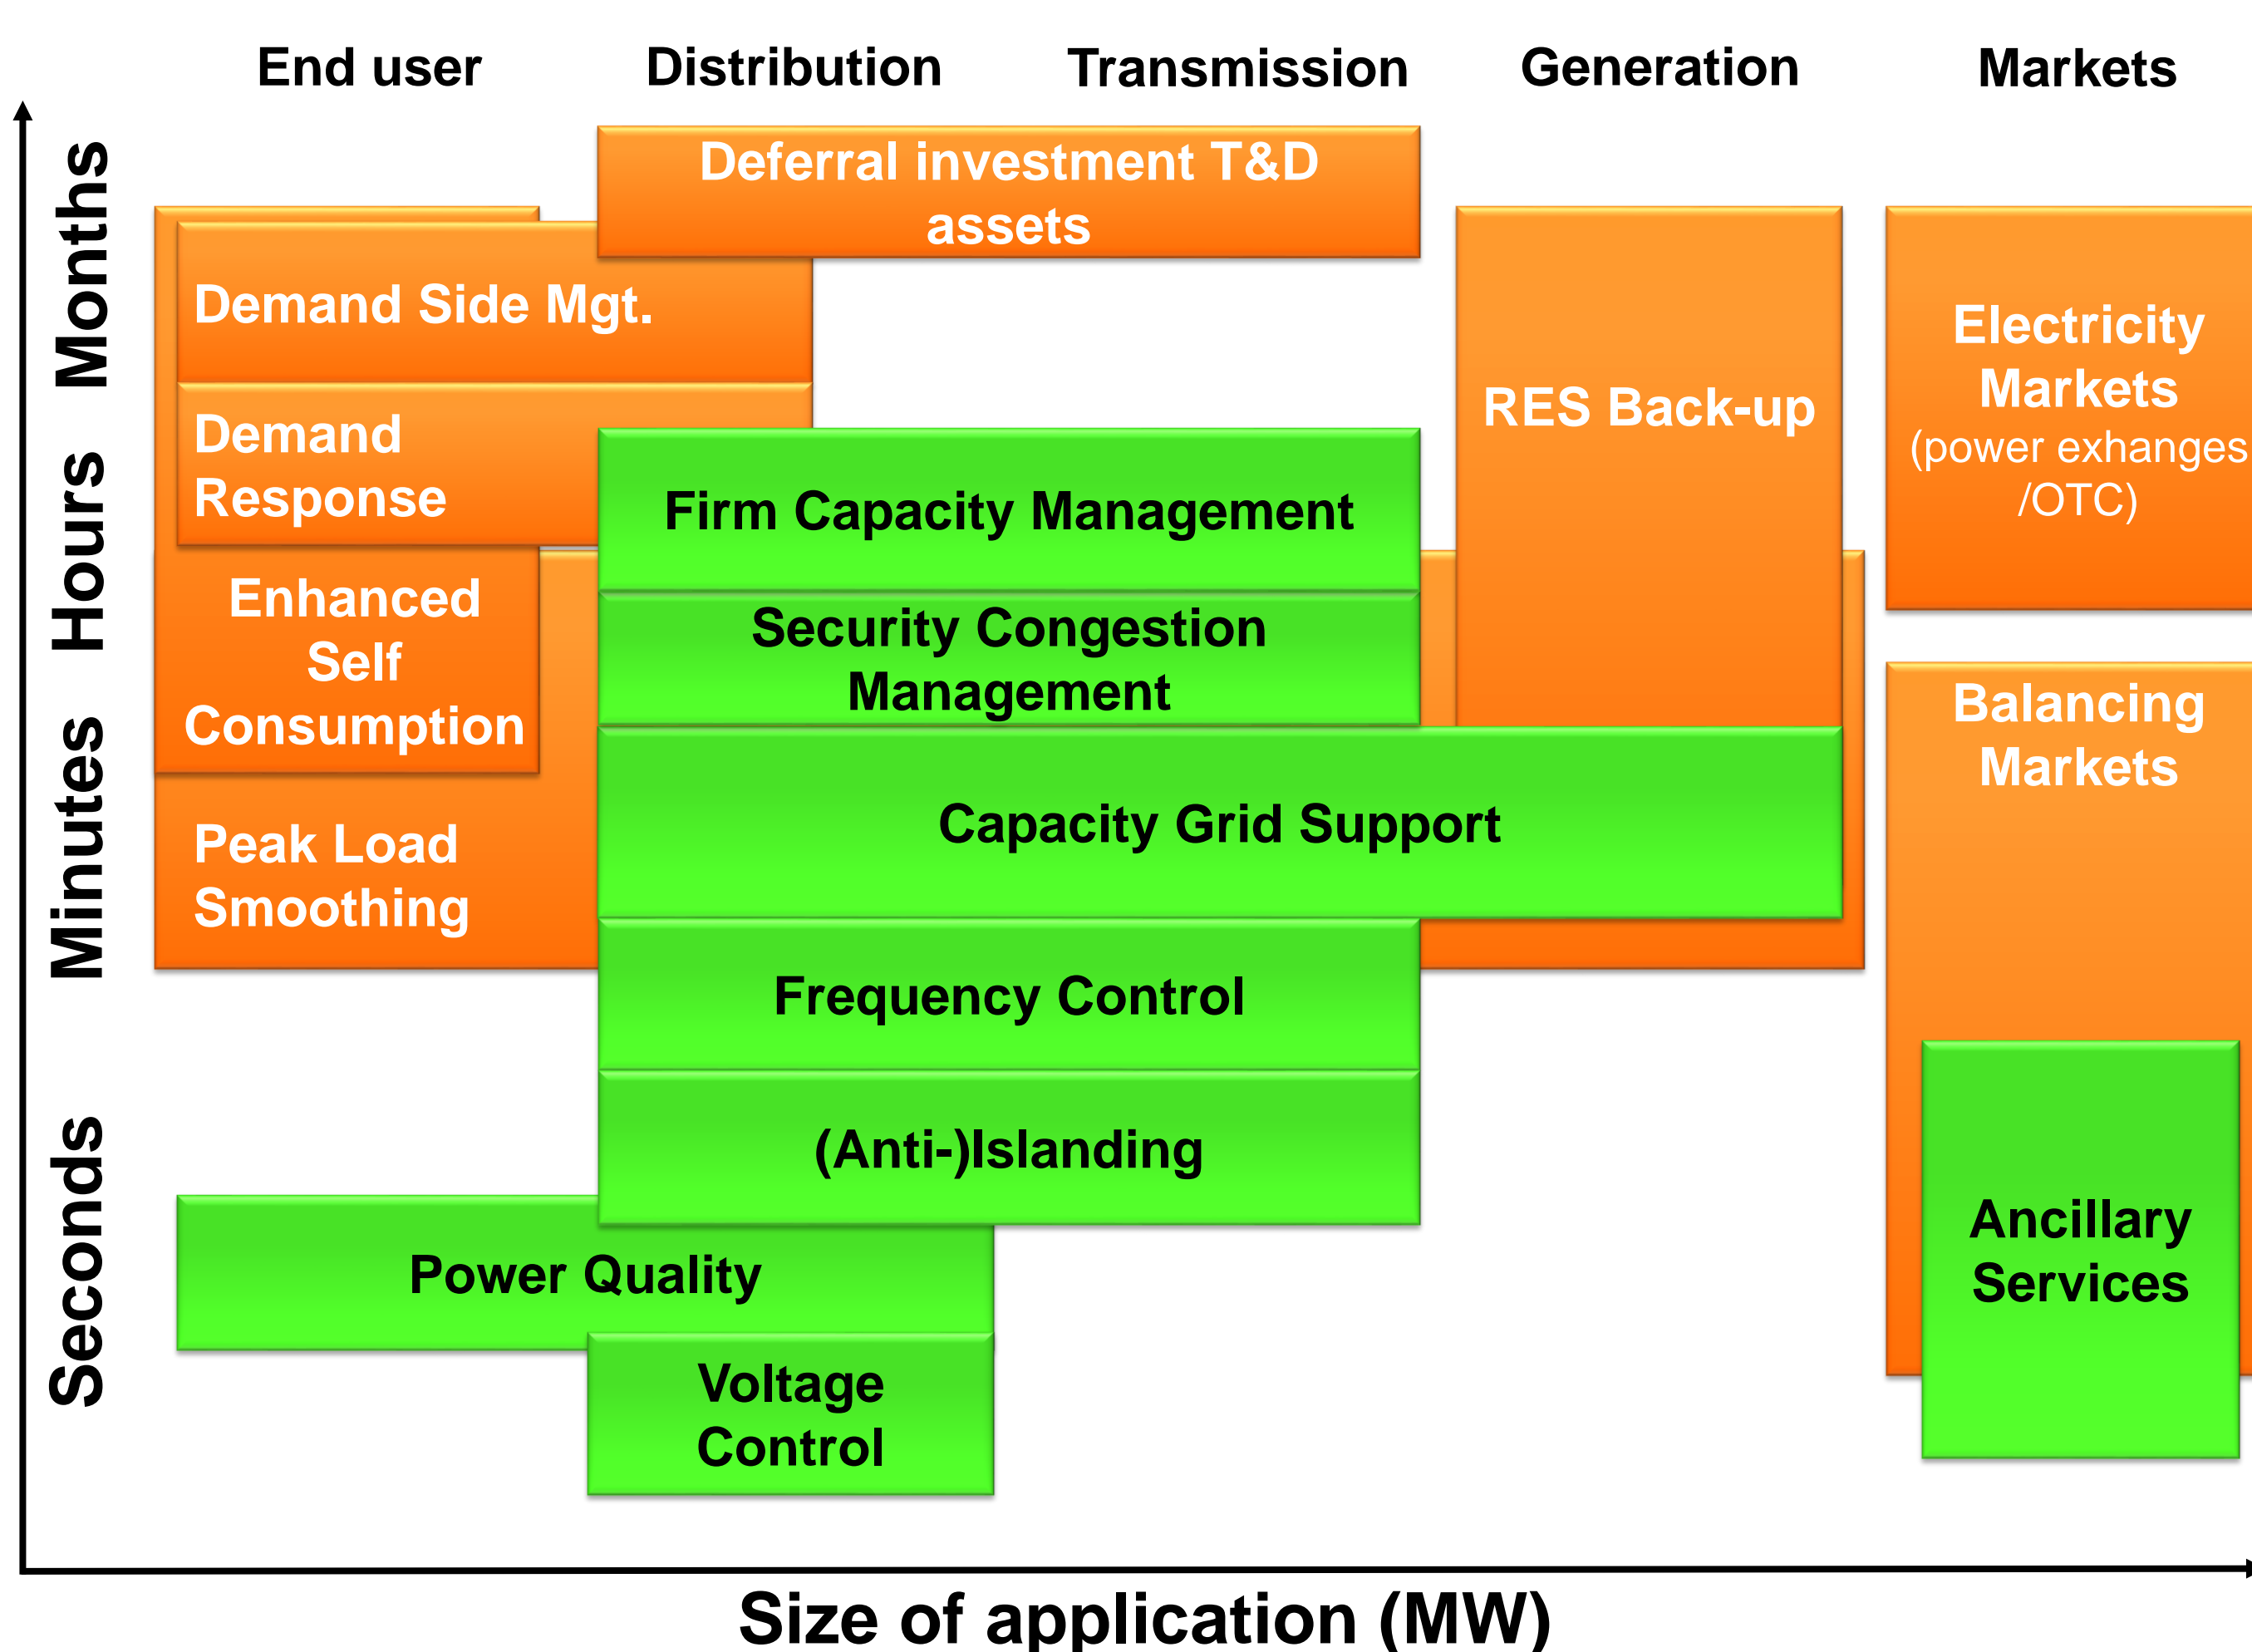 End user
Distribution
Transmission
Generation
Markets
Months
Hours
Minutes
Seconds
Deferral investment T&D
assets
Demand Side Mgt.
Demand
Response
Enhanced
Self
Consumption
Peak Load
Smoothing
Firm Capacity Management
Security Congestion
Management
Capacity Grid Support
Frequency Control
(Anti-)Islanding
Power Quality
Voltage
Control
RES Back-up
Electricity
Markets
(power exhanges
/OTC)
Balancing
Markets
Ancillary
Services
Size of application (MW)